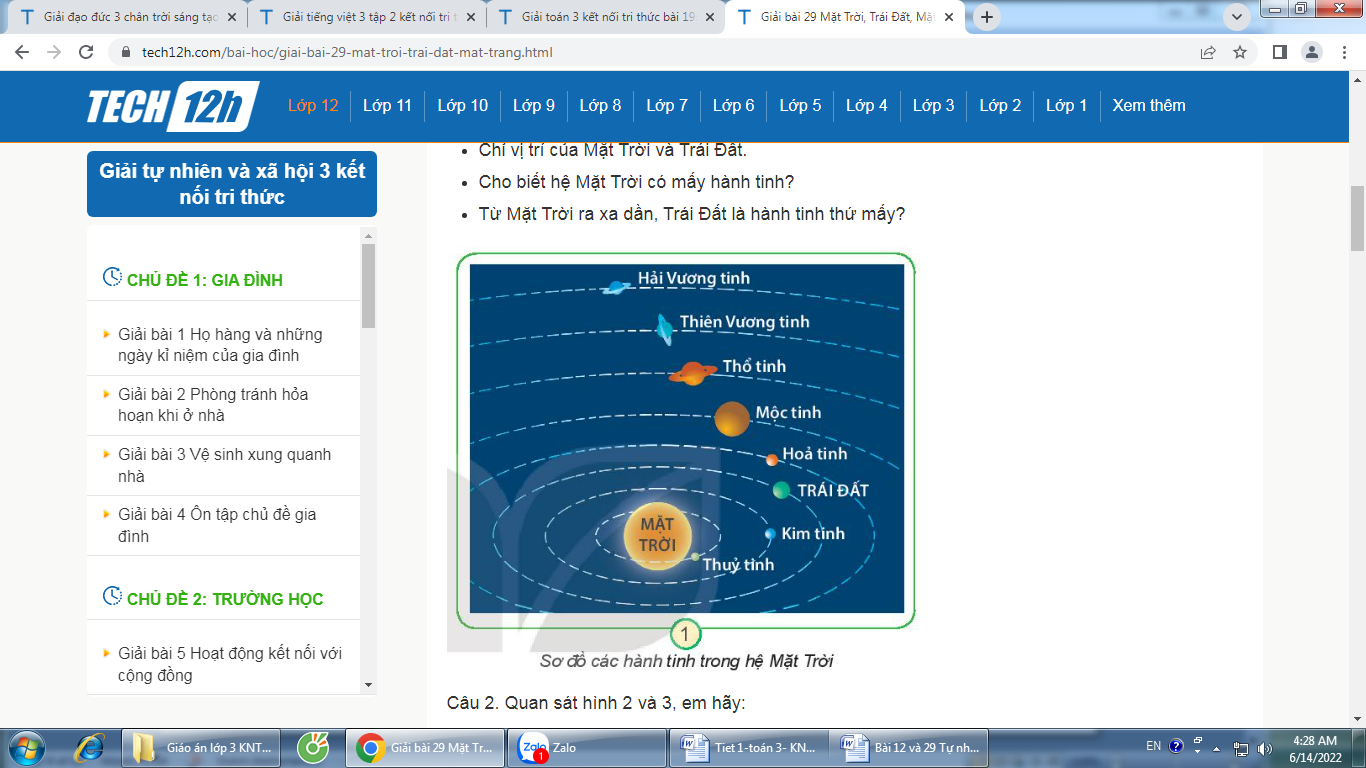 Giải đạo đức 3 chân trời sáng tạo
Giải tiếng việt 3 tập 2 kết nối tri t
Giải toán 3 kết nối tri thức bài 19
Giải bài 29 Mặt Trời, Trái Đất, Mặ
tech12h.com/bai-hoc/giai-bai-29-mat-troi-trai-dat-mat-trang.html
TECH 12h
Lớp 12 Lớp 11 Lớp 10 Lớp 9 Lớp 8 Lớp 7 Lớp 6 Lớp 5 Lớp 4 Lớp 3 Lớp 2 Lớp 1 Xem thêm
Giải tự nhiên và xã hội 3 kết
nối tri thức
CHỦ ĐỀ 1: GIA ĐÌNH
Giải bài 1 Họ hàng và những
ngày kỉ niệm của gia đình
Giải bài 2 Phòng tránh hỏa
hoạn khi ở nhà
Giải bài 3 Vệ sinh xung quanh
nhà
Giải bài 4 Ôn tập chủ đề gia
đình
CHỦ ĐỀ 2: TRƯỜNG HỌC
Giải bài 5 Hoạt động kết nối với
cộng đồng
Chỉ vị trí của Mặt Trời và Trái Đất.
Cho biết hệ Mặt Trời có mấy hành tinh?
Từ Mặt Trời ra xa dần, Trái Đất là hành tinh thứ mấy?
Hải Vương tinh
Thiên Vương tinh
Thổ tinh
Mộc tinh
Hoả tinh
TRÁI ĐẤT
Kim tinh
MẶT
TRỜI
Thuỷ tinh
1
Sơ đồ các hành tinh trong hệ Mặt Trời
Câu 2. Quan sát hình 2 và 3, em hãy:
Giáo án lớp 3 KNT...
Giải bài 29 Mặt Tr...
Zalo
1
Zalo
Tiet 1-toán 3- KN...
Bài 12 và 29 Tự nh...
EN
4:28 AM
6/14/2022